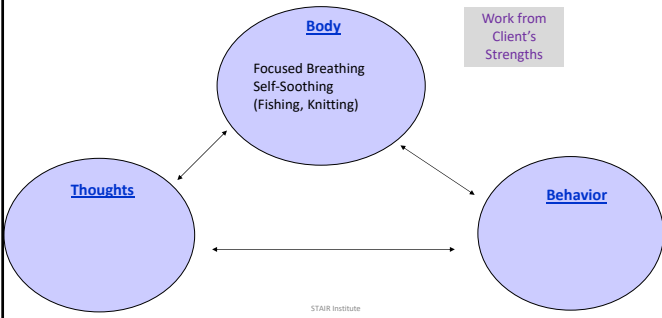 Body
Focused Breathing
Self-Soothing
(Fishing, Knitting)
Work from
Client's
Strengths
Thoughts
Behavior
STAIR Institute